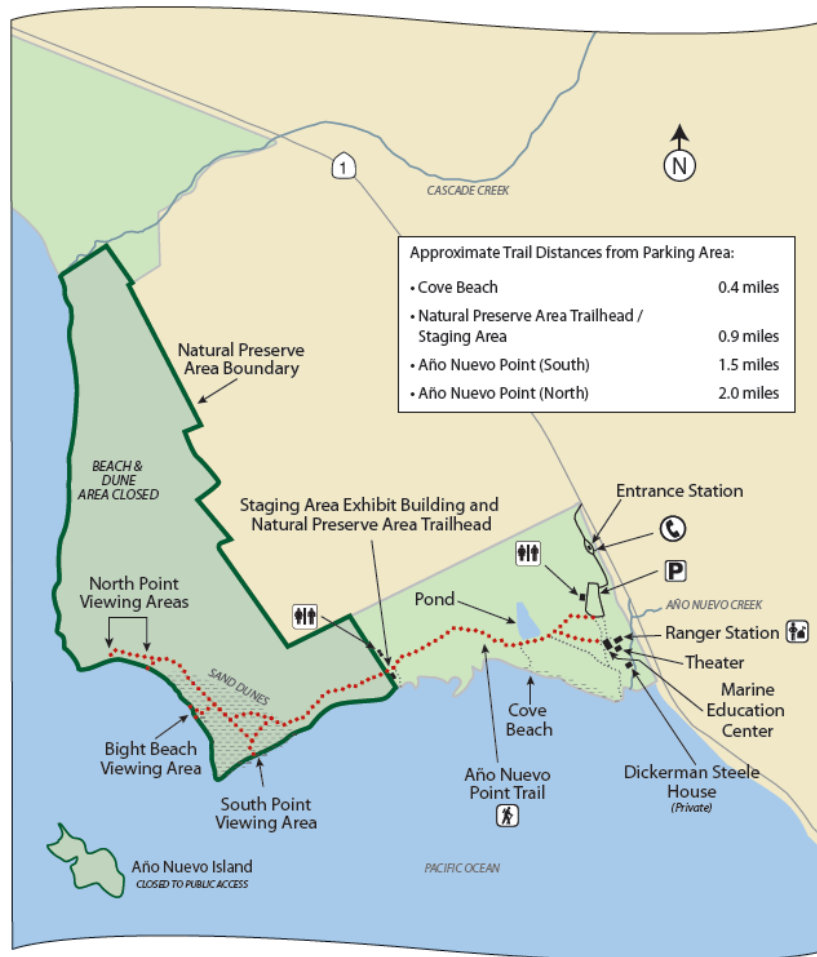 1
CASCADE CREEK
N
Approximate Trail Distances from Parking Area:
• Cove Beach 0.4 miles
• Natural Preserve Area Trailhead /
Staging Area 0.9 miles
• Año Nuevo Point (South) 1.5 miles
• Año Nuevo Point (North) 2.0 miles
Natural Preserve
Area Boundary
BEACH &
DUNE
AREA CLOSED
Staging Area Exhibit Building and
Natural Preserve Area Trailhead
Entrance Station
P
North Point
Viewing Areas
Pond
AÑO NUEVO CREEK
Ranger Station
Theater
Marine
Education
Center
SAND DUNES
Cove
Beach
Bight Beach
Viewing Area
Año Nuevo
Point Trail
Dickerman Steele
House
(Private)
South Point
Viewing Area
Año Nuevo Island
CLOSED TO PUBLIC ACCESS
PACIFIC OCEAN